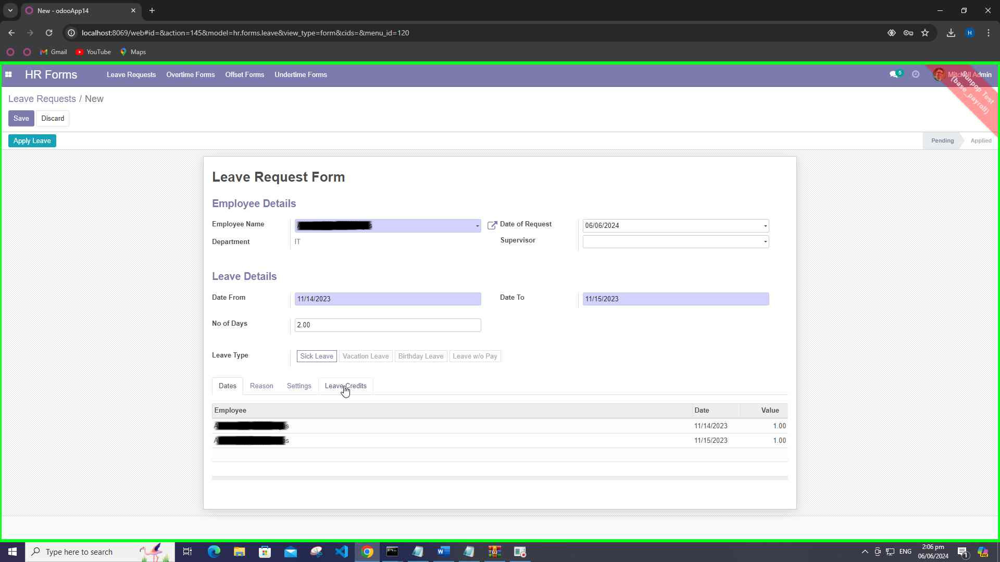 New - odooApp14
localhost:8069/web#id=&action=145&model=hr.forms.leave&view_type=form&cids=&menu_id=120
H
Gmail YouTube Maps
HR Forms Leave Requests Overtime Forms Offset Forms Undertime Forms 5 Mitchell Admin
Sunpop Test
(base_payroll)
Leave Requests / New
Save Discard
Apply Leave Pending Applied
Leave Request Form
Employee Details
Employee Name s Date of Request 06/06/2024
Department IT Supervisor
Leave Details
Date From 11/14/2023 Date To 11/15/2023
No of Days 2.00
Leave Type Sick Leave Vacation Leave Birthday Leave Leave w/o Pay
Dates Reason Settings Leave Credits
Employee Date Value
A s 11/14/2023 1.00
A s 11/15/2023 1.00
Type here to search ENG 2:06 pm
06/06/2024 1